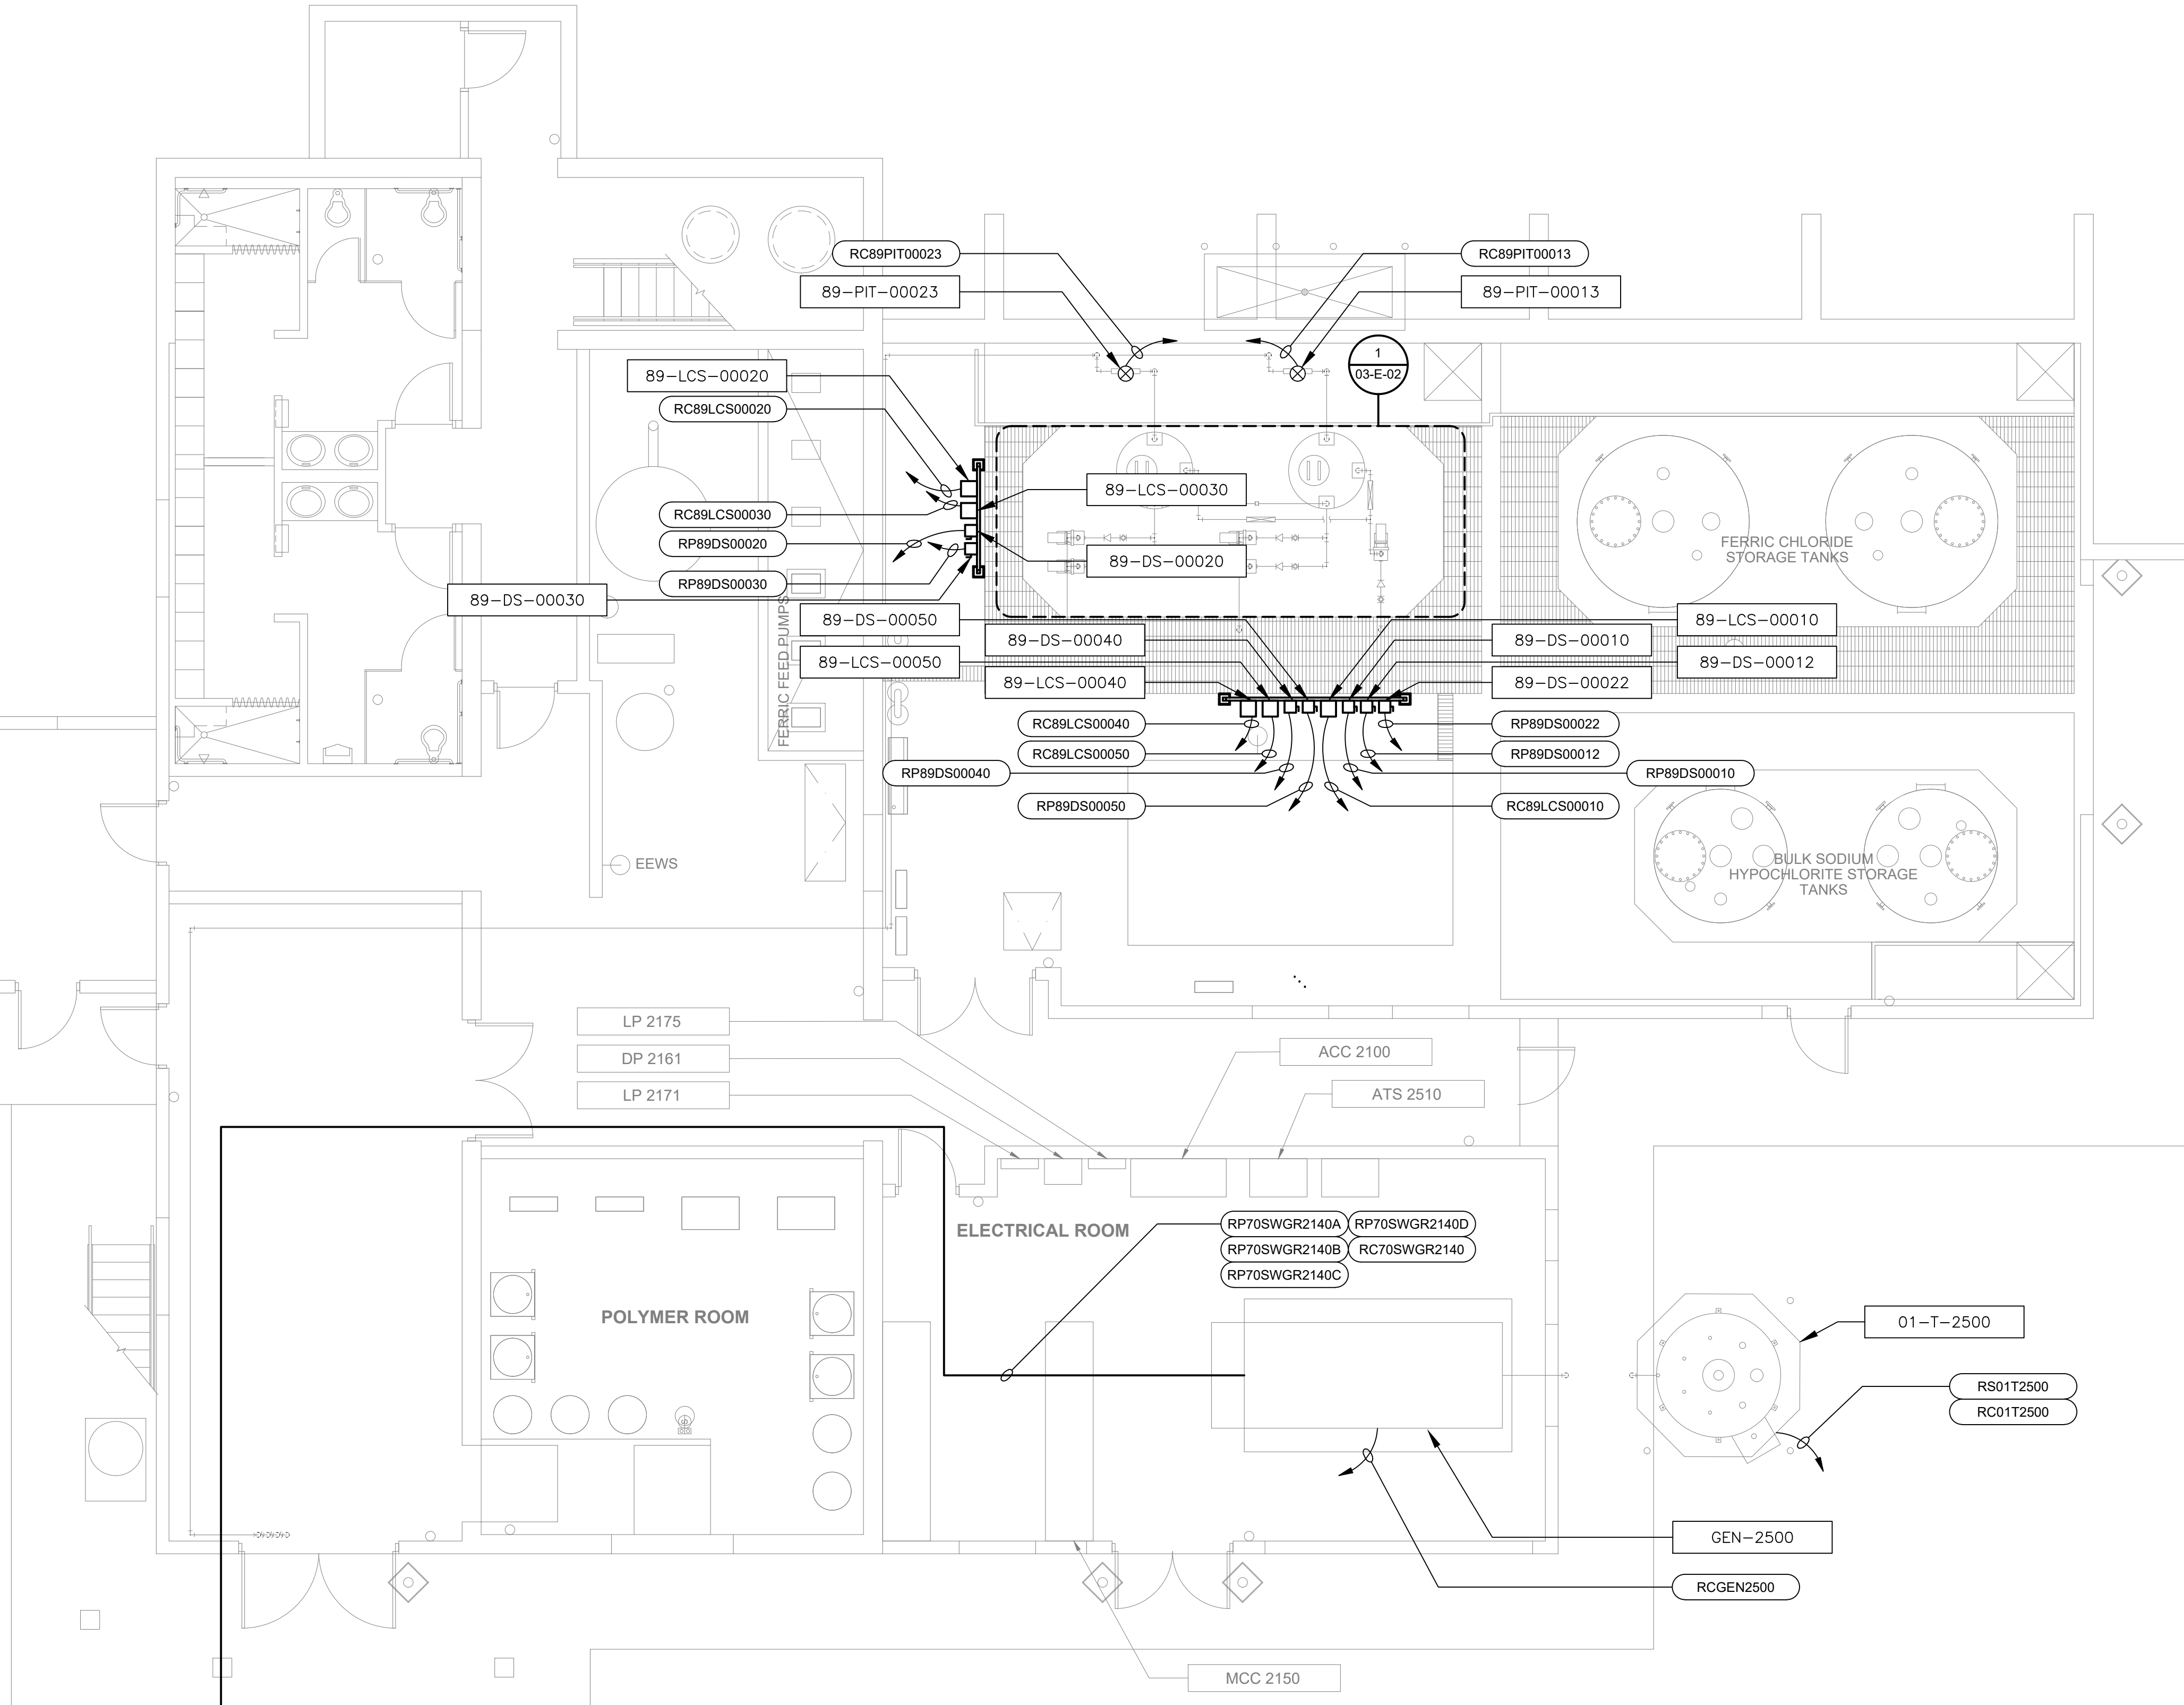 RC89PIT00023
RC89PIT00013
89-PIT-00023
89-PIT-00013
1
03-E-02
89-LCS-00020
RC89LCS00020
89-LCS-00030
RC89LCS00030
RP89DS00020
89-DS-00020
RP89DS00030
89-DS-00030
FERRIC CHLORIDE
STORAGE TANKS
FERRIC FEED PUMPS
89-DS-00050
89-LCS-00010
89-DS-00040
89-DS-00010
89-LCS-00050
89-DS-00012
89-LCS-00040
89-DS-00022
RC89LCS00040
RP89DS00022
RC89LCS00050
RP89DS00012
RP89DS00040
RP89DS00010
RP89DS00050
RC89LCS00010
EEWS
BULK SODIUM
HYPOCHLORITE STORAGE
TANKS
LP 2175
DP 2161
LP 2171
ACC 2100
ATS 2510
ELECTRICAL ROOM
RP70SWGR2140A RP70SWGR2140D
RP70SWGR2140B RC70SWGR2140
RP70SWGR2140C
POLYMER ROOM
01-T-2500
RS01T2500
RC01T2500
GEN-2500
RCGEN2500
MCC 2150